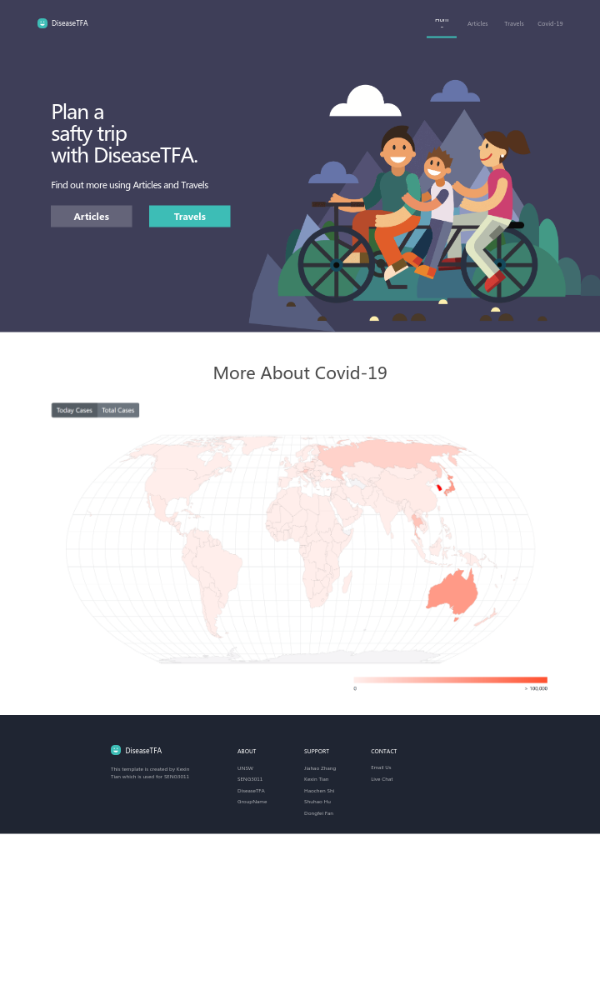 DiseaseTFA
Articles
Travels
Covid-19
Plan a
safty trip
with DiseaseTFA.
Find out more using Articles and Travels
Articles
Travels
More About Covid-19
Today Cases
Total Cases
0
> 100,000
DiseaseTFA
This template is created by Kexin
Tian which is used for SENG3011
ABOUT
UNSW
SENG3011
DiseaseTFA
GroupName
SUPPORT
Jiahao Zhang
Kexin Tian
Haochen Shi
Shuhao Hu
Dongfei Fan
CONTACT
Email Us
Live Chat